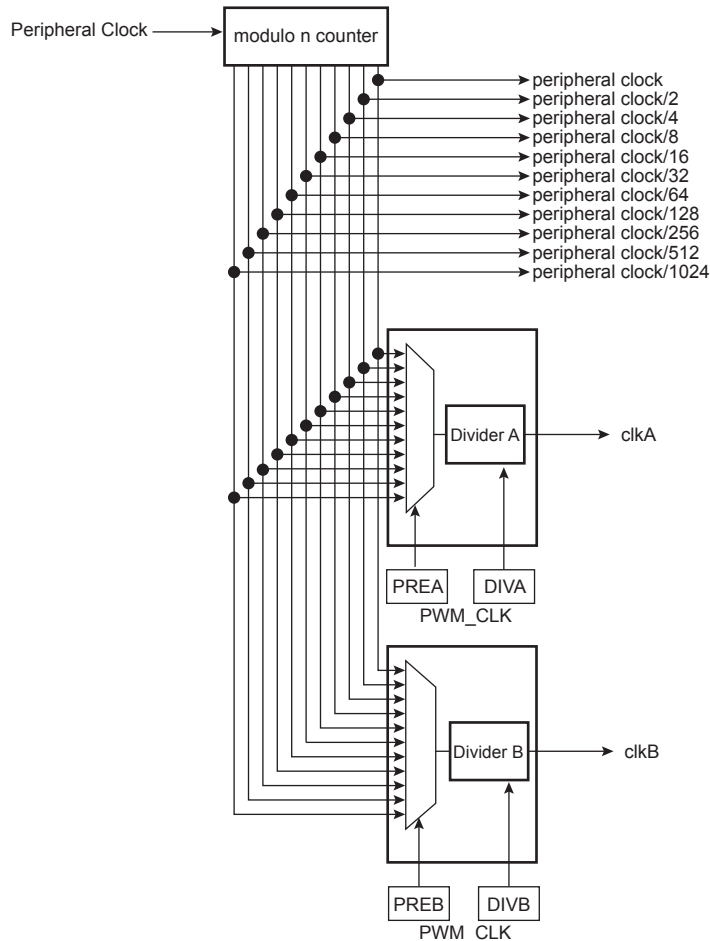 Peripheral Clock
modulo n counter
peripheral clock
peripheral clock/2
peripheral clock/4
peripheral clock/8
peripheral clock/16
peripheral clock/32
peripheral clock/64
peripheral clock/128
peripheral clock/256
peripheral clock/512
peripheral clock/1024
Divider A
clkA
PREA
DIVA
PWM_CLK
Divider B
clkB
PREB
DIVB
PWM_CLK